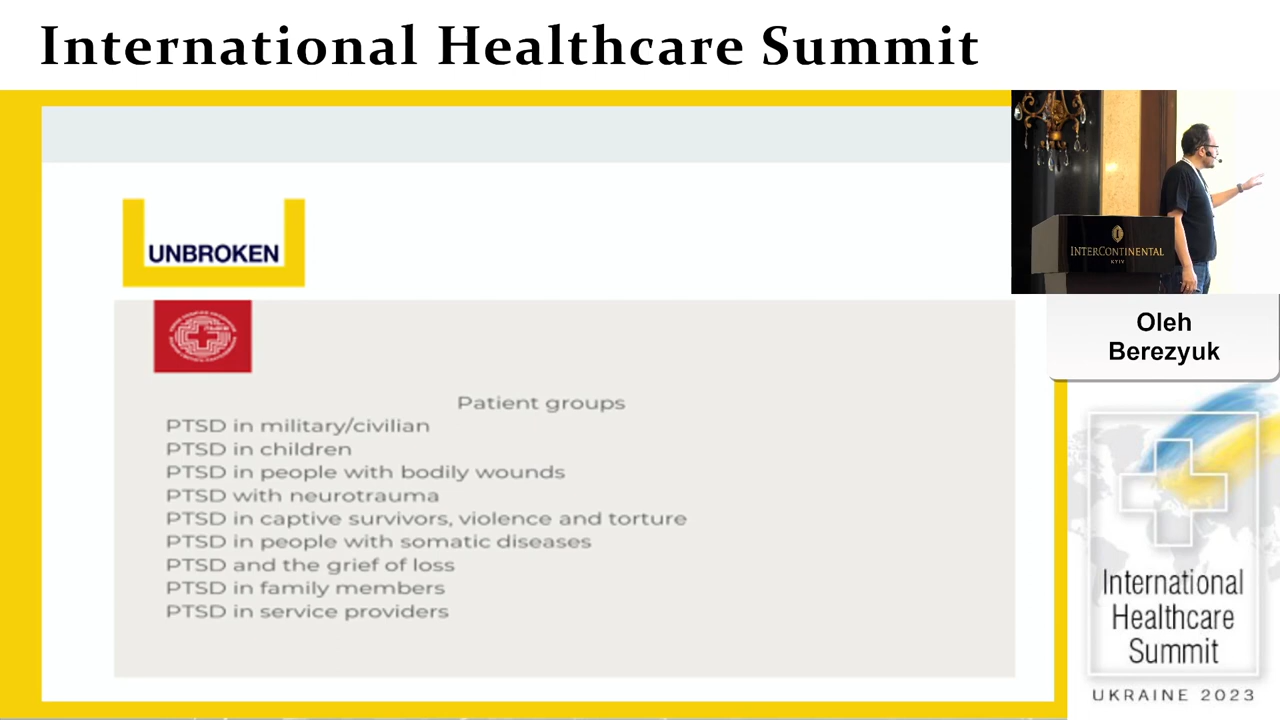 International Healthcare Summit
UNBROKEN
Patient groups
PTSD in military/civilian
PTSD in children
PTSD in people with bodily wounds
PTSD with neurotrauma
PTSD in captive survivors, violence and torture
PTSD in people with somatic diseases
PTSD and the grief of loss
PTSD in family members
PTSD in service providers
INTERCONTINENTAL
KYIV
Oleh
Berezyuk
International
Healthcare
Summit
UKRAINE 2023